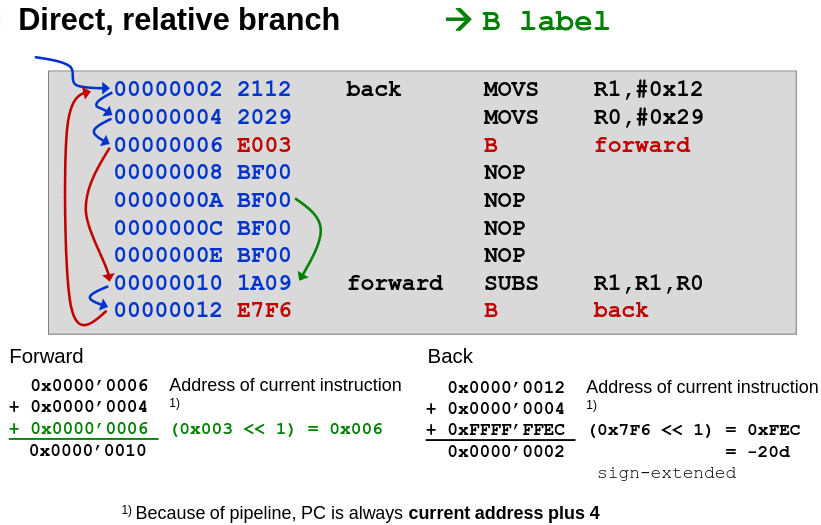 Direct, relative branch → B label
00000002 2112 back MOVS R1,#0x12
00000004 2029 MOVS R0,#0x29
00000006 E003 B forward
00000008 BF00 NOP
0000000A BF00 NOP
0000000C BF00 NOP
0000000E BF00 NOP
00000010 1A09 forward SUBS R1,R1,R0
00000012 E7F6 B back
Forward
0x0000’0006 Address of current instruction
+ 0x0000’0004 1)
+ 0x0000’0006 (0x003 << 1) = 0x006
0x0000’0010
Back
0x0000’0012 Address of current instruction
+ 0x0000’0004 1)
+ 0xFFFF’FFEC (0x7F6 << 1) = 0xFEC
0x0000’0002 = -20d
sign-extended
1) Because of pipeline, PC is always current address plus 4